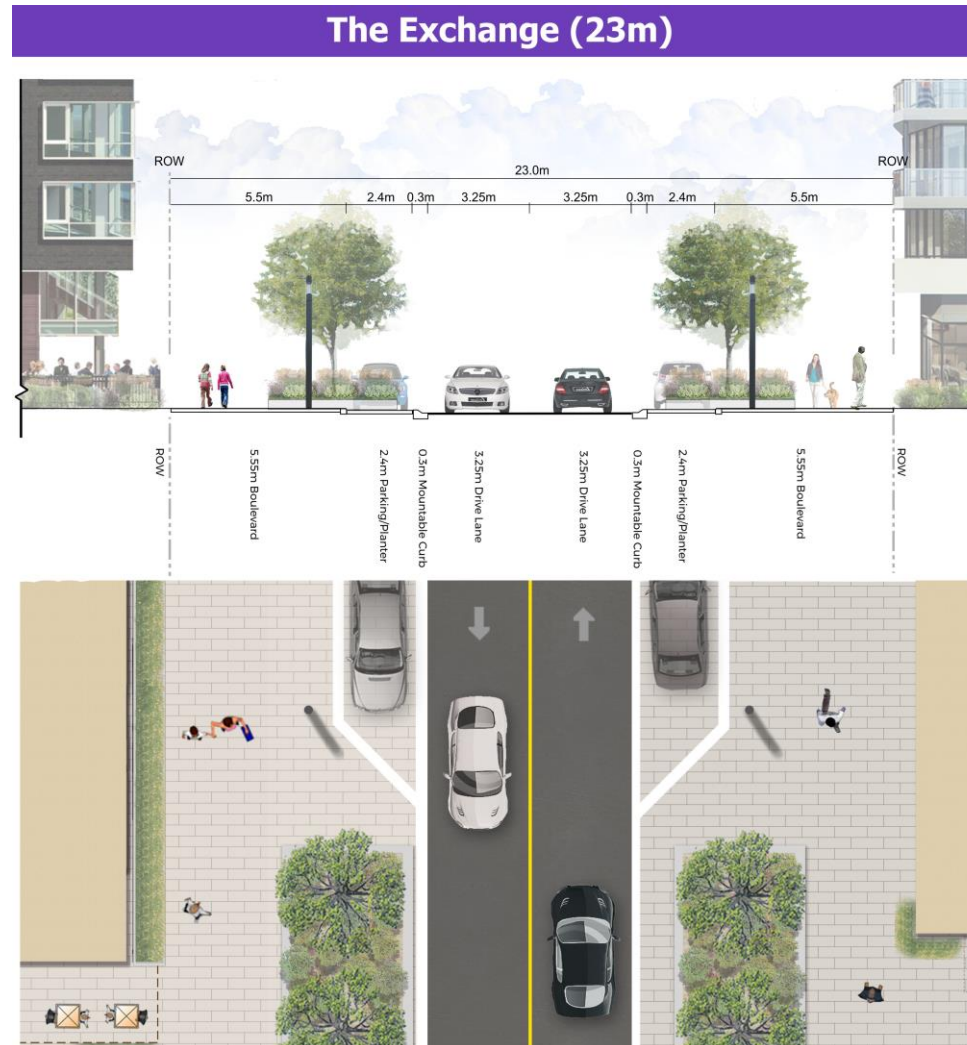 The Exchange (23m)
ROW
ROW
23.0m
5.5m 2.4m 0.3m 3.25m 3.25m 0.3m 2.4m 5.5m
ROW
5.55m Boulevard
2.4m Parking/Planter
0.3m Mountable Curb
3.25m Drive Lane
3.25m Drive Lane
0.3m Mountable Curb
2.4m Parking/Planter
5.55m Boulevard
ROW